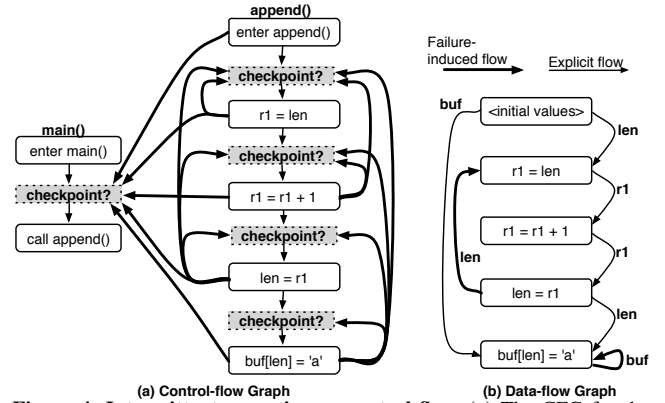 append()
enter append()
checkpoint?
r1 = len
checkpoint?
r1 = r1 + 1
checkpoint?
len = r1
checkpoint?
buf[len] = 'a'
main()
enter main()
checkpoint?
call append()
(a) Control-flow Graph
Failure-
induced flow
Explicit flow
buf
<initial values>
len
r1 = len
r1
r1 = r1 + 1
r1
len
len = r1
len
buf[len] = 'a'
buf
(b) Data-flow Graph